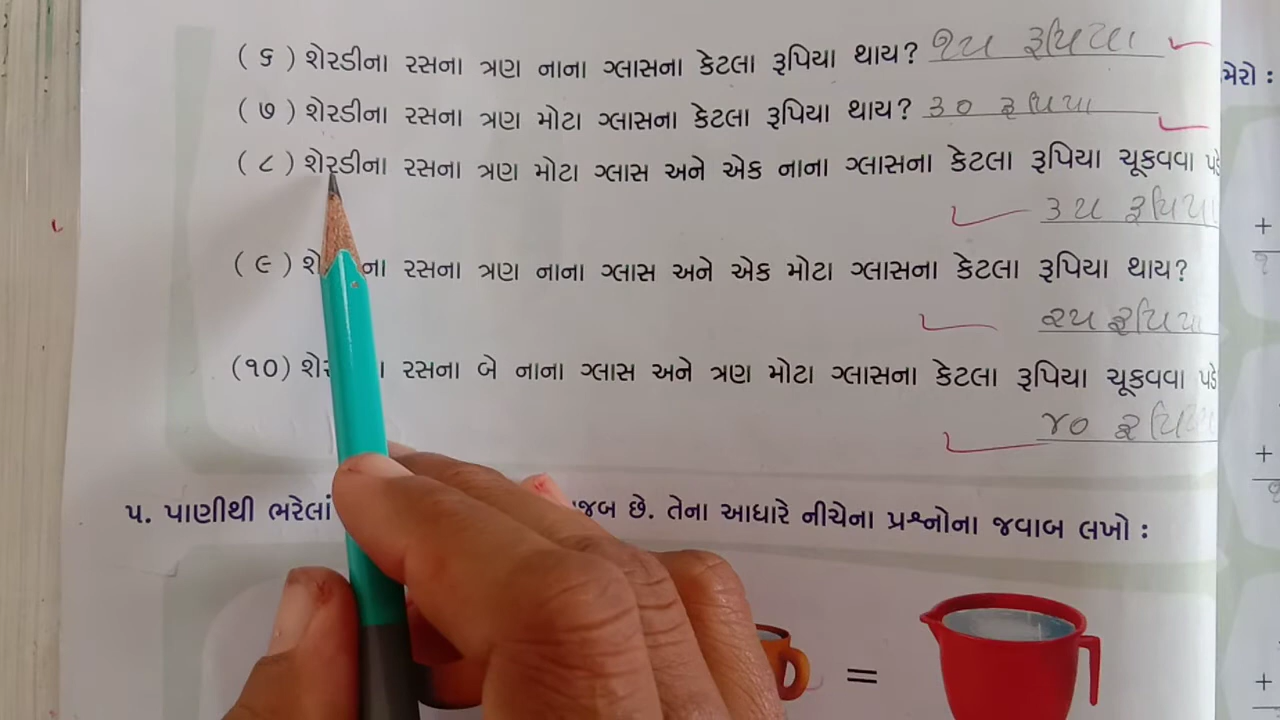 (૬) શેરડીના રસના ત્રણ નાના ગ્લાસના કેટલા રૂપિયા થાય? ૧૫ રૂપિયા
મેરો :
(૭) શેરડીના રસના ત્રણ મોટા ગ્લાસના કેટલા રૂપિયા થાય? ૩૦ રૂપિયા
(૮) શેરડીના રસના ત્રણ મોટા ગ્લાસ અને એક નાના ગ્લાસના કેટલા રૂપિયા ચૂકવવા પડે
૩૫ રૂપિયા
+
(૯) રસના ત્રણ નાના ગ્લાસ અને એક મોટા ગ્લાસના કેટલા રૂપિયા થાય?
૨૫ રૂપિયા
(૧૦) રસના બે નાના ગ્લાસ અને ત્રણ મોટા ગ્લાસના કેટલા રૂપિયા ચૂકવવા પડે
૪૦ રૂપિયા
+
૫. પાણીથી ભરેલાં જબ છે. તેના આધારે નીચેના પ્રશ્નોના જવાબ લખો :
=
+